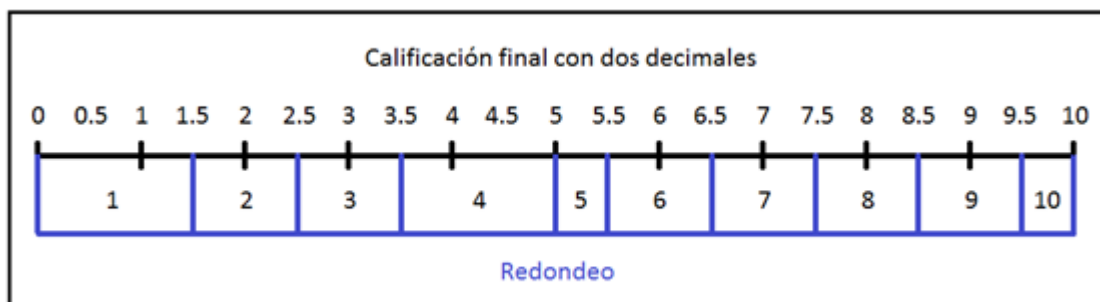 Calificación final con dos decimales
0 0.5 1 1.5 2 2.5 3 3.5 4 4.5 5 5.5 6 6.5 7 7.5 8 8.5 9 9.5 10
1 2 3 4 5 6 7 8 9 10
Redondeo